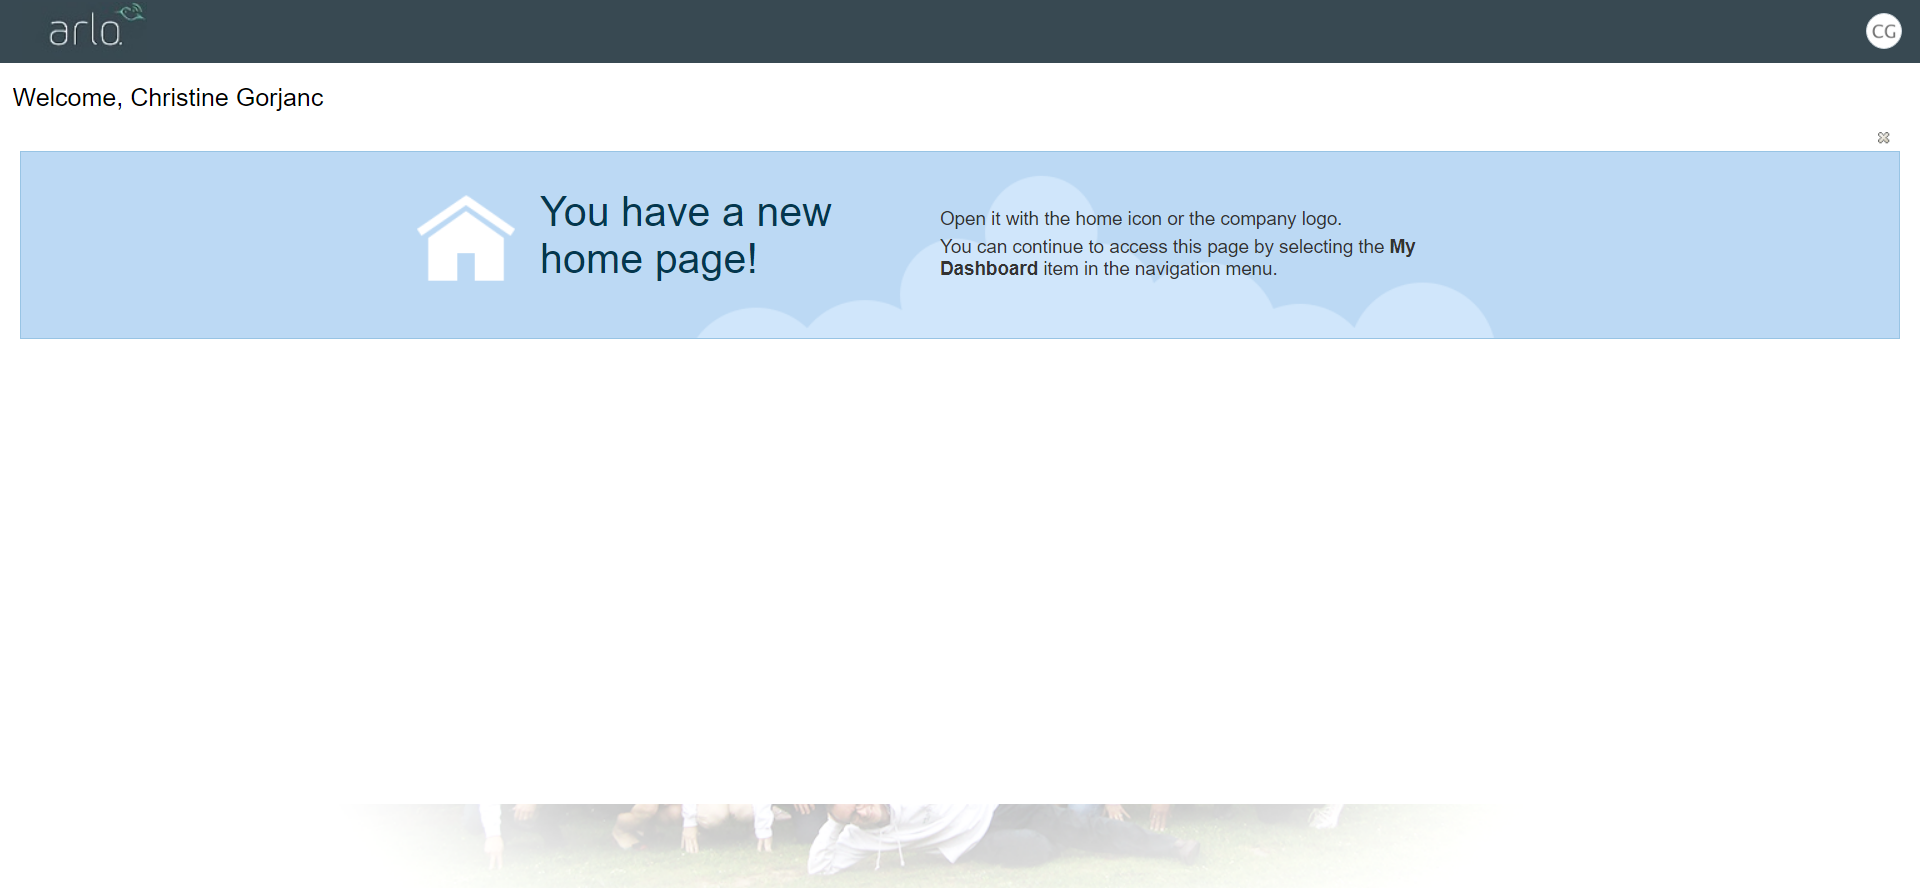 arlo
CG
Welcome, Christine Gorjanc
You have a new
home page!
Open it with the home icon or the company logo.
You can continue to access this page by selecting the My
Dashboard item in the navigation menu.